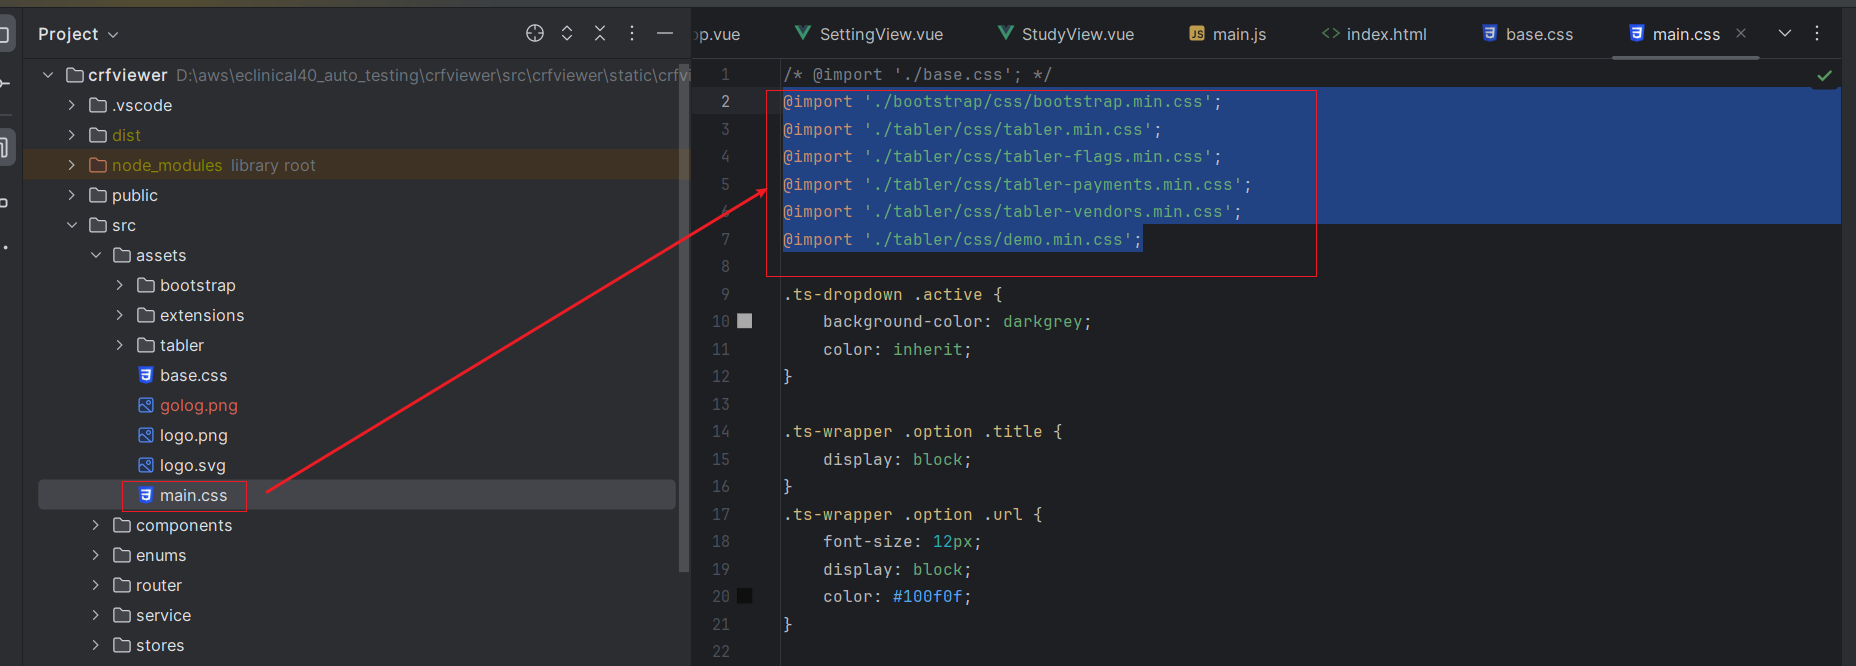 Project
crfviewer D:\aws\eclinical40_auto_testing\crfviewer\src\crfviewer\static\crfvi
.vscode
dist
node_modules library root
public
src
assets
bootstrap
extensions
tabler
base.css
golog.png
logo.png
logo.svg
main.css
components
enums
router
service
stores
op.vue SettingView.vue StudyView.vue JS main.js index.html base.css main.css
1 /* @import './base.css'; */
2 @import './bootstrap/css/bootstrap.min.css';
3 @import './tabler/css/tabler.min.css';
4 @import './tabler/css/tabler-flags.min.css';
5 @import './tabler/css/tabler-payments.min.css';
6 @import './tabler/css/tabler-vendors.min.css';
7 @import './tabler/css/demo.min.css';
8
9 .ts-dropdown .active {
10 background-color: darkgrey;
11 color: inherit;
12 }
13
14 .ts-wrapper .option .title {
15 display: block;
16 }
17 .ts-wrapper .option .url {
18 font-size: 12px;
19 display: block;
20 color: #100f0f;
21 }
22